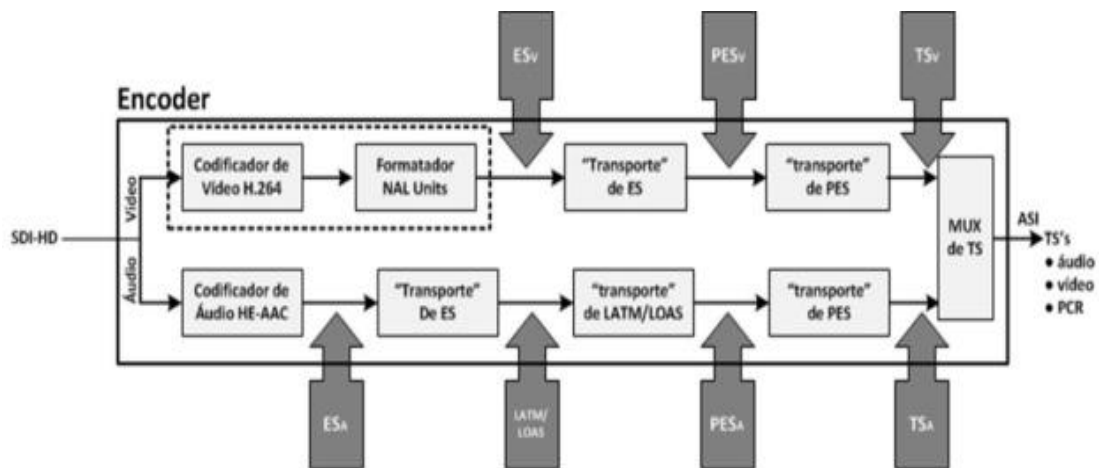 ESV
PESV
TSV
Encoder
Codificador de
Vídeo H.264
Formatador
NAL Units
"Transporte"
de ES
"transporte"
de PES
Vídeo
SDI-HD
Áudio
MUX
de TS
ASI
TS's
• áudio
• vídeo
• PCR
Codificador de
Áudio HE-AAC
"Transporte"
De ES
"transporte"
de LATM/LOAS
"transporte"
de PES
ESA
LATM/
LOAS
PESA
TSA